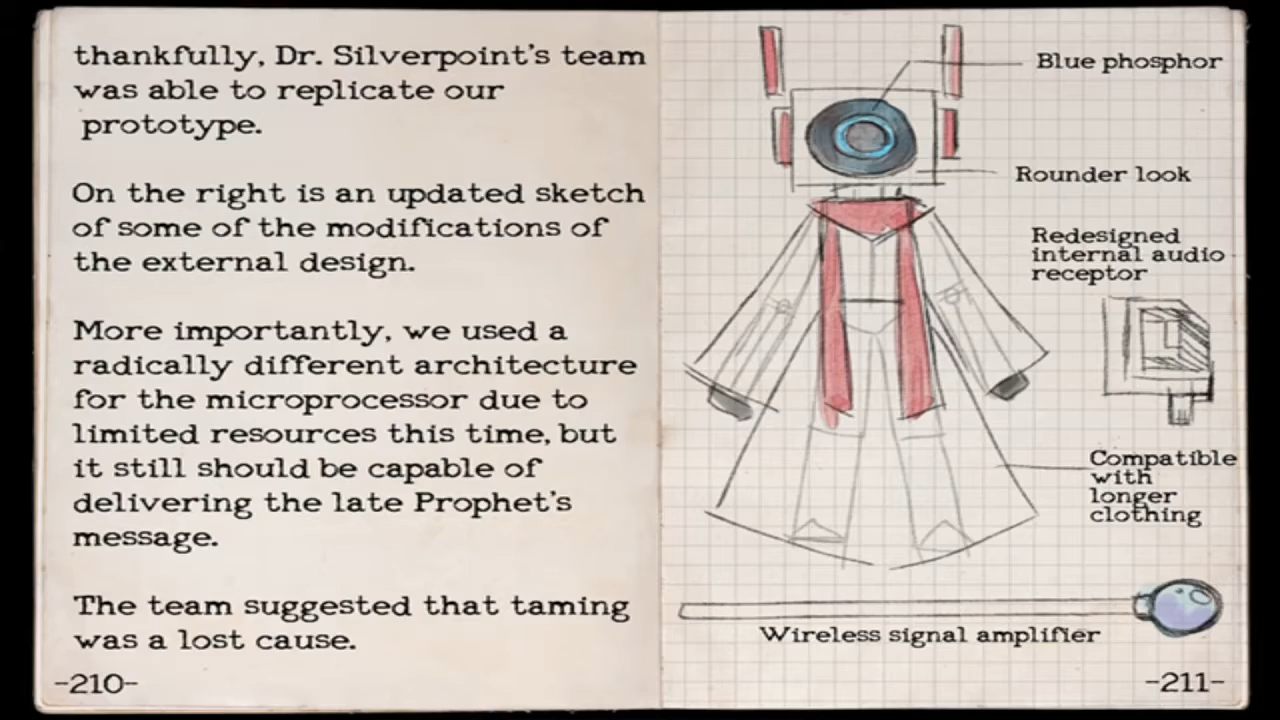 thankfully, Dr. Silverpoint's team
was able to replicate our
prototype.
On the right is an updated sketch
of some of the modifications of
the external design.
More importantly, we used a
radically different architecture
for the microprocessor due to
limited resources this time, but
it still should be capable of
delivering the late Prophet's
message.
The team suggested that taming
was a lost cause.
-210-
Blue phosphor
Rounder look
Redesigned
internal audio
receptor
Compatible
with
longer
clothing
Wireless signal amplifier
-211-